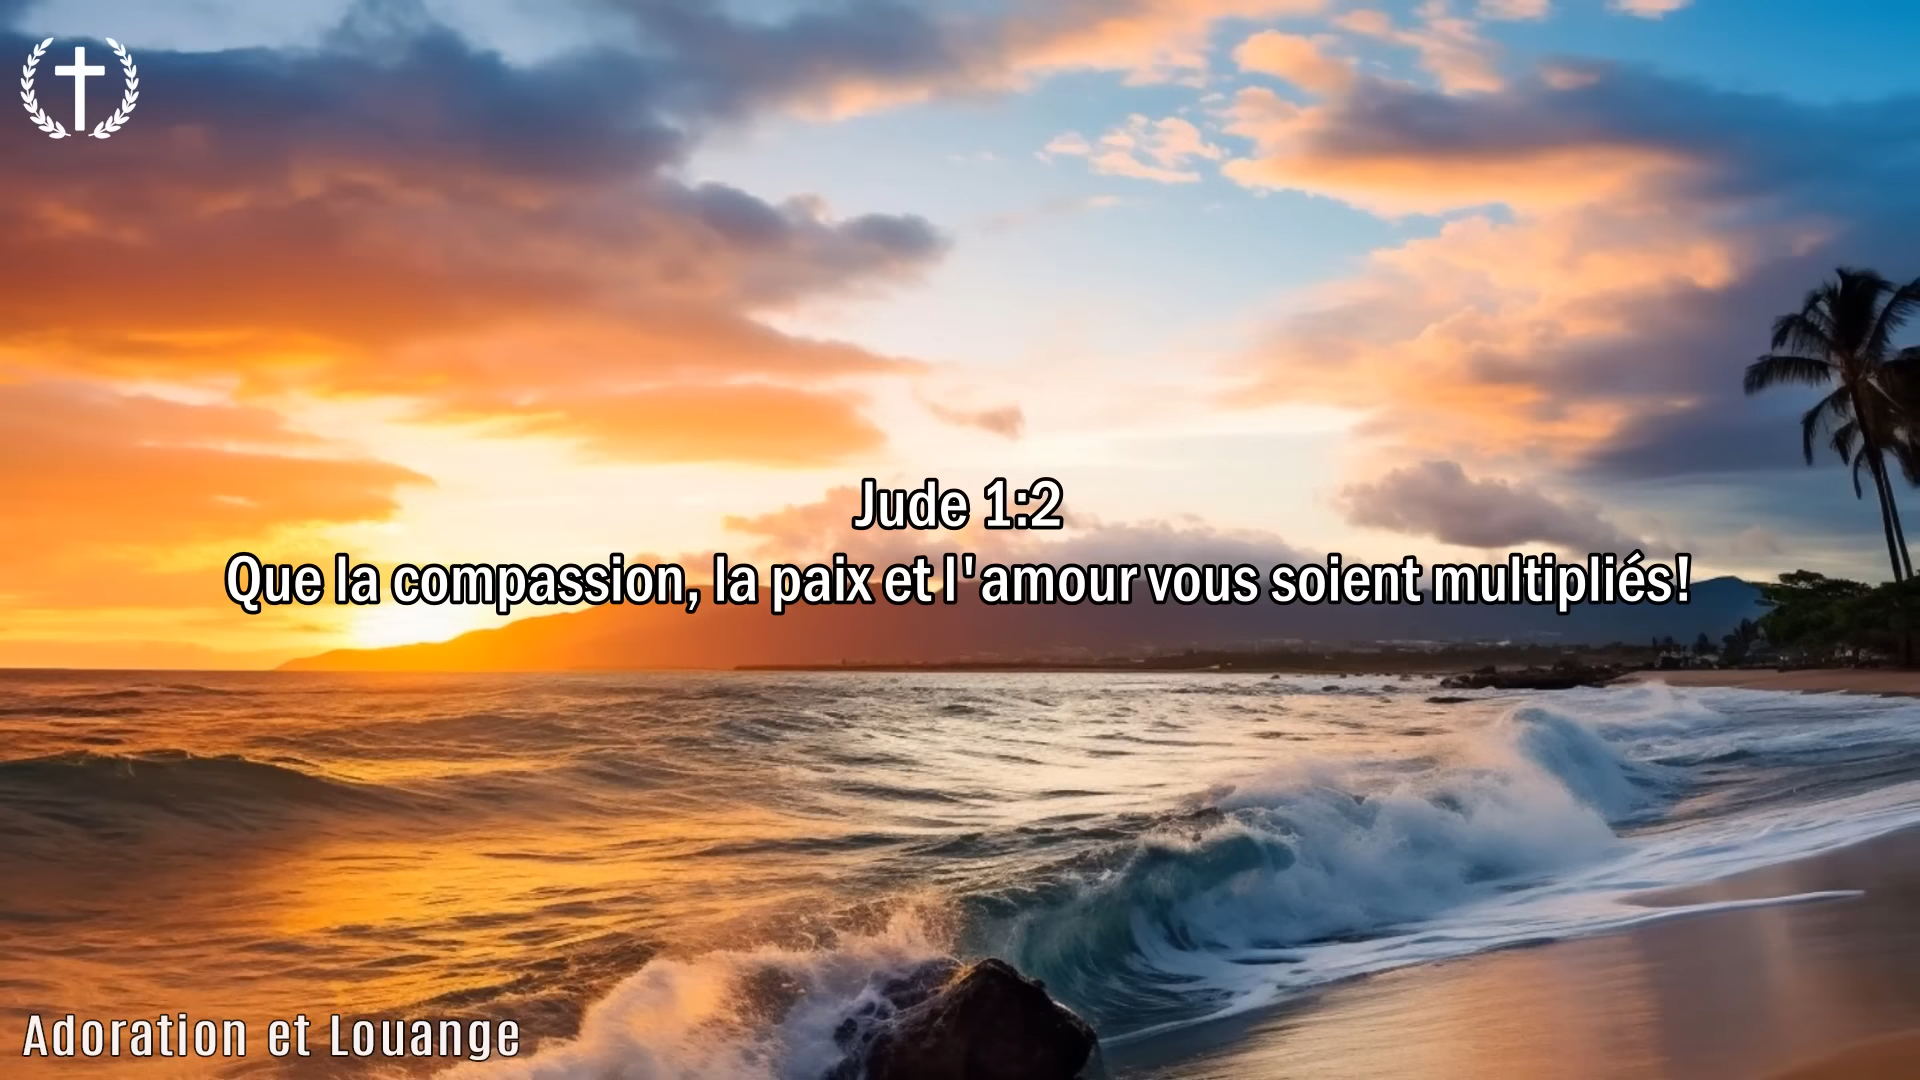 Jude 1:2
Que la compassion, la paix et l'amour vous soient multipliés!
Adoration et Louange